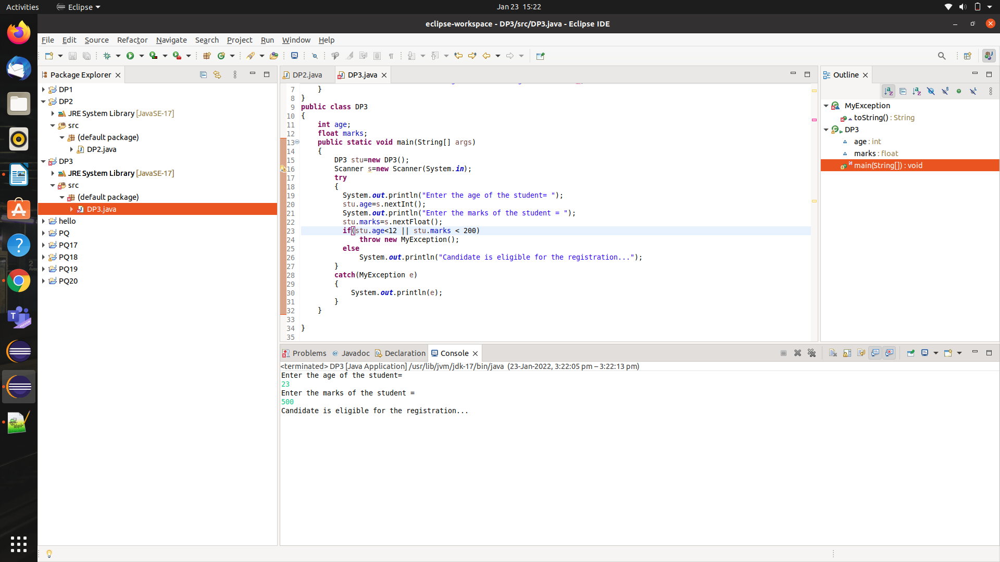 Activities
Eclipse
Jan 23 15:22
eclipse-workspace - DP3/src/DP3.java - Eclipse IDE
File Edit Source Refactor Navigate Search Project Run Window Help
Package Explorer
DP1
DP2
JRE System Library [JavaSE-17]
src
(default package)
DP2.java
DP3
JRE System Library [JavaSE-17]
src
(default package)
DP3.java
hello
PQ
PQ17
PQ18
PQ19
PQ20
DP2.java
DP3.java
7 }
8 }
9 public class DP3
10 {
11 int age;
12 float marks;
13 public static void main(String[] args)
14 {
15 DP3 stu=new DP3();
16 Scanner s=new Scanner(System.in);
17 try
18 {
19 System.out.println("Enter the age of the student= ");
20 stu.age=s.nextInt();
21 System.out.println("Enter the marks of the student = ");
22 stu.marks=s.nextFloat();
23 if(stu.age<12 || stu.marks < 200)
24 throw new MyException();
25 else
26 System.out.println("Candidate is eligible for the registration...");
27 }
28 catch(MyException e)
29 {
30 System.out.println(e);
31 }
32 }
33
34 }
35
Outline
MyException
toString() : String
DP3
age : int
marks : float
main(String[]) : void
Problems
@ Javadoc
Declaration
Console
<terminated> DP3 [Java Application] /usr/lib/jvm/jdk-17/bin/java (23-Jan-2022, 3:22:05 pm – 3:22:13 pm)
Enter the age of the student=
23
Enter the marks of the student =
500
Candidate is eligible for the registration...